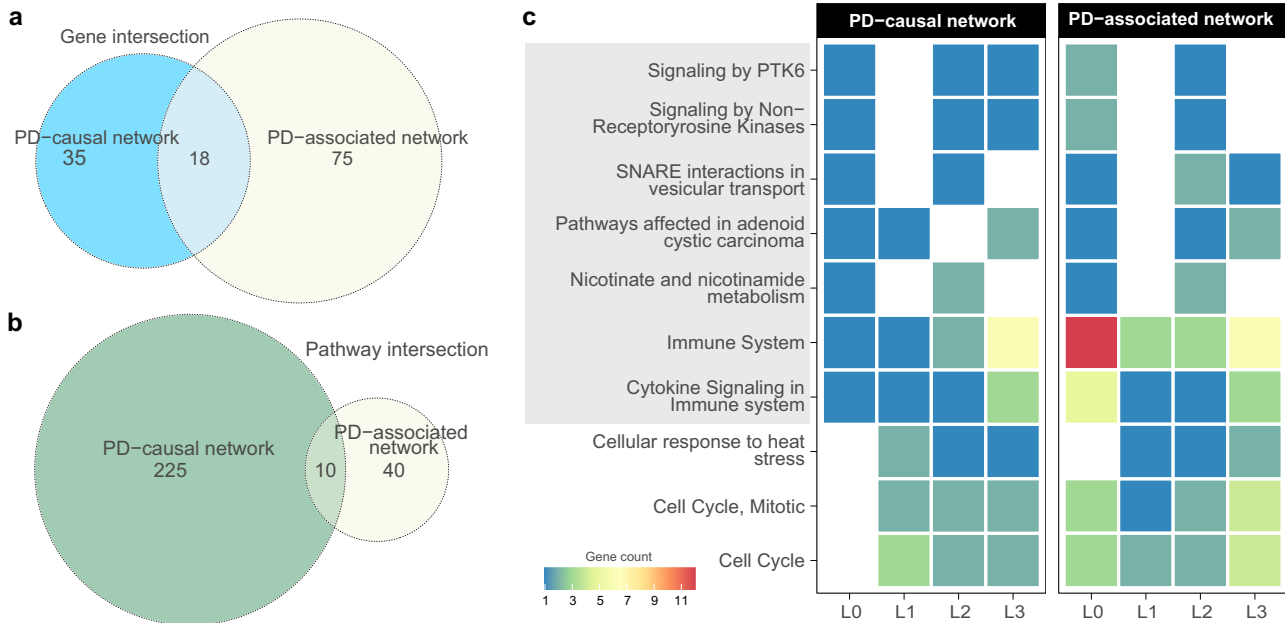 a
Gene intersection
PD−causal network
35
18
PD−associated network
75
b
Pathway intersection
PD−causal network
225
10
PD−associated
network
40
c
PD−causal network
PD−associated network
Signaling by PTK6
Signaling by Non−
Receptoryrosine Kinases
SNARE interactions in
vesicular transport
Pathways affected in adenoid
cystic carcinoma
Nicotinate and nicotinamide
metabolism
Immune System
Cytokine Signaling in
Immune system
Cellular response to heat
stress
Cell Cycle, Mitotic
Cell Cycle
Gene count
1 3 5 7 9 11
L0 L1 L2 L3
L0 L1 L2 L3